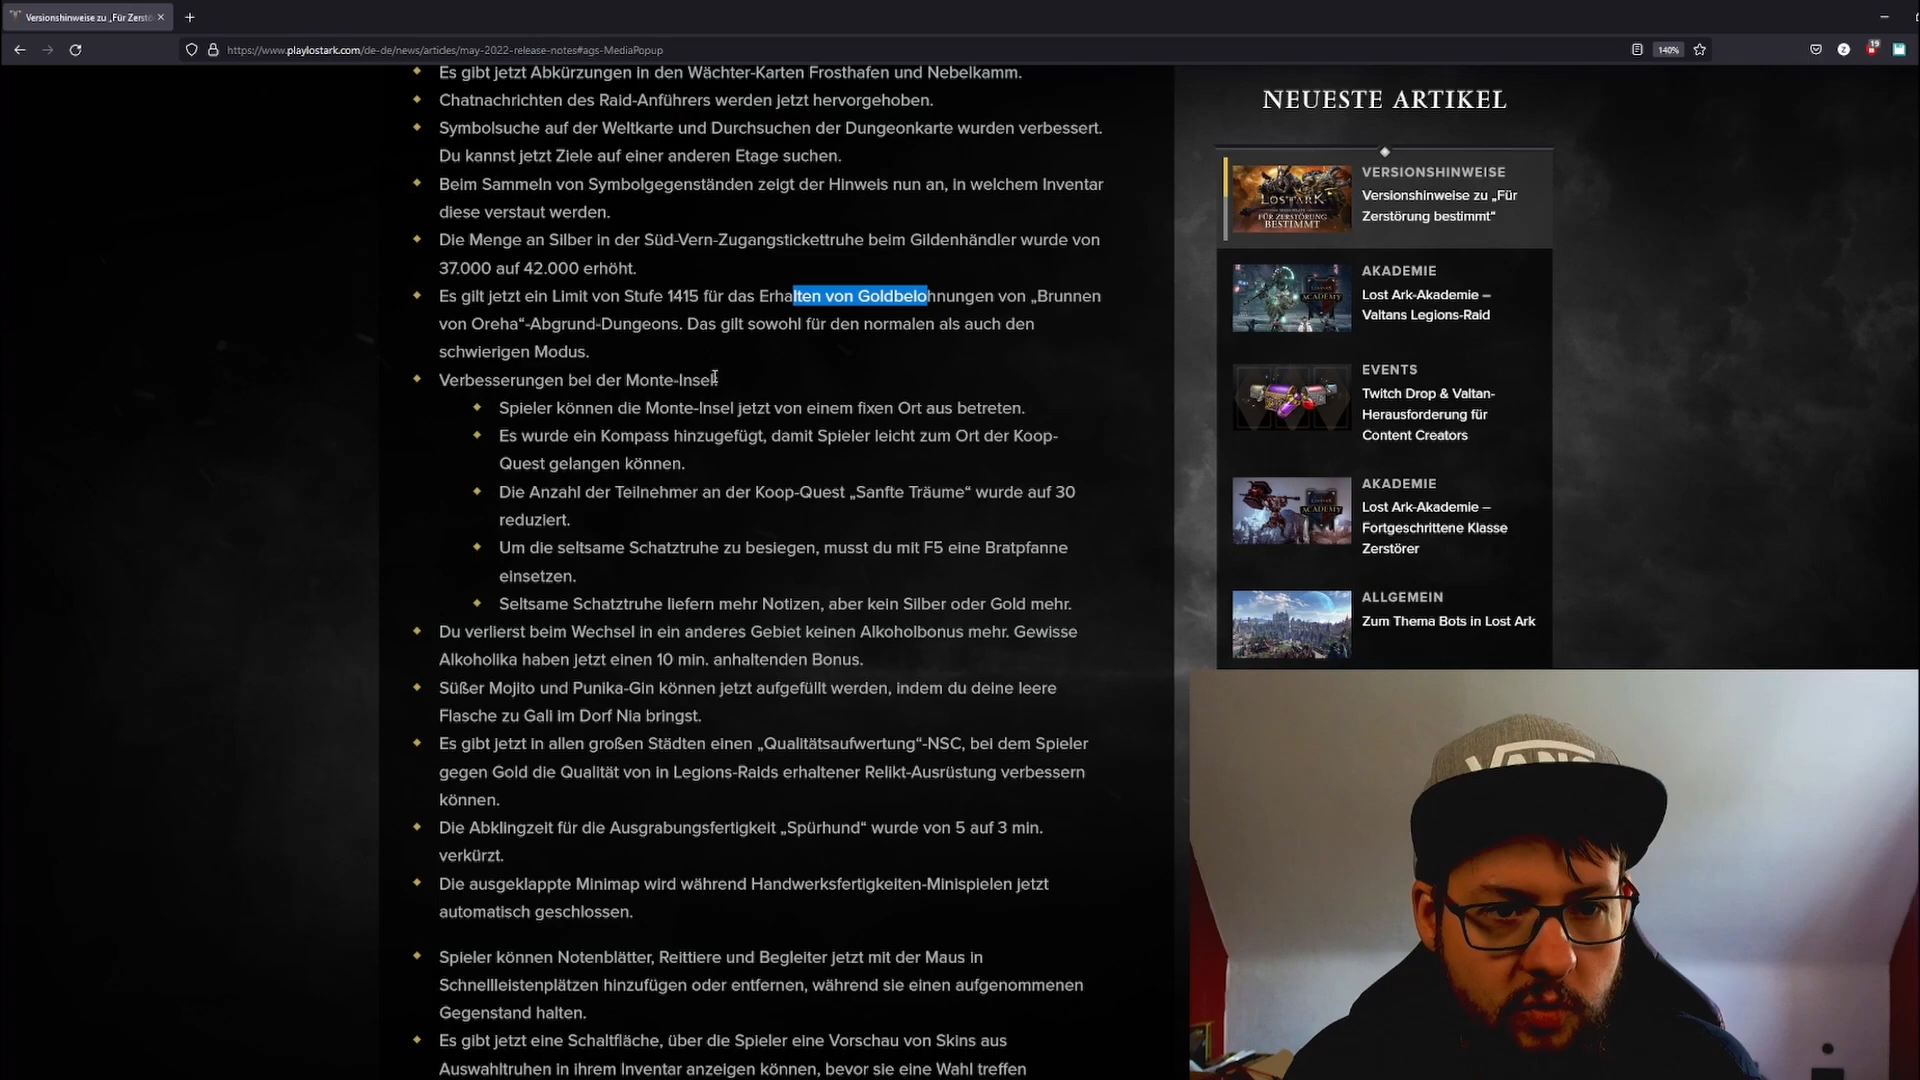 Versionshinweise zu „Für Zerstö
https://www.playlostark.com/de-de/news/articles/may-2022-release-notes#ags-MediaPopup
140%
19
Es gibt jetzt Abkürzungen in den Wächter-Karten Frosthafen und Nebelkamm.
Chatnachrichten des Raid-Anführers werden jetzt hervorgehoben.
Symbolsuche auf der Weltkarte und Durchsuchen der Dungeonkarte wurden verbessert.
Du kannst jetzt Ziele auf einer anderen Etage suchen.
Beim Sammeln von Symbolgegenständen zeigt der Hinweis nun an, in welchem Inventar
diese verstaut werden.
Die Menge an Silber in der Süd-Vern-Zugangstickettruhe beim Gildenhändler wurde von
37.000 auf 42.000 erhöht.
Es gilt jetzt ein Limit von Stufe 1415 für das Erhalten von Goldbelohnungen von „Brunnen
von Oreha“-Abgrund-Dungeons. Das gilt sowohl für den normalen als auch den
schwierigen Modus.
Verbesserungen bei der Monte-Insel:
Spieler können die Monte-Insel jetzt von einem fixen Ort aus betreten.
Es wurde ein Kompass hinzugefügt, damit Spieler leicht zum Ort der Koop-
Quest gelangen können.
Die Anzahl der Teilnehmer an der Koop-Quest „Sanfte Träume“ wurde auf 30
reduziert.
Um die seltsame Schatztruhe zu besiegen, musst du mit F5 eine Bratpfanne
einsetzen.
Seltsame Schatztruhe liefern mehr Notizen, aber kein Silber oder Gold mehr.
Du verlierst beim Wechsel in ein anderes Gebiet keinen Alkoholbonus mehr. Gewisse
Alkoholika haben jetzt einen 10 min. anhaltenden Bonus.
Süßer Mojito und Punika-Gin können jetzt aufgefüllt werden, indem du deine leere
Flasche zu Gali im Dorf Nia bringst.
Es gibt jetzt in allen großen Städten einen „Qualitätsaufwertung“-NSC, bei dem Spieler
gegen Gold die Qualität von in Legions-Raids erhaltener Relikt-Ausrüstung verbessern
können.
Die Abklingzeit für die Ausgrabungsfertigkeit „Spürhund“ wurde von 5 auf 3 min.
verkürzt.
Die ausgeklappte Minimap wird während Handwerksfertigkeiten-Minispielen jetzt
automatisch geschlossen.
Spieler können Notenblätter, Reittiere und Begleiter jetzt mit der Maus in
Schnellleistenplätzen hinzufügen oder entfernen, während sie einen aufgenommenen
Gegenstand halten.
Es gibt jetzt eine Schaltfläche, über die Spieler eine Vorschau von Skins aus
Auswahltruhen in ihrem Inventar anzeigen können, bevor sie eine Wahl treffen
NEUESTE ARTIKEL
LOST ARK
FÜR ZERSTÖRUNG
BESTIMMT
VERSIONSHINWEISE
Versionshinweise zu „Für
Zerstörung bestimmt“
ACADEMY
AKADEMIE
Lost Ark-Akademie –
Valtans Legions-Raid
EVENTS
Twitch Drop & Valtan-
Herausforderung für
Content Creators
ACADEMY
AKADEMIE
Lost Ark-Akademie –
Fortgeschrittene Klasse
Zerstörer
ALLGEMEIN
Zum Thema Bots in Lost Ark
VANS